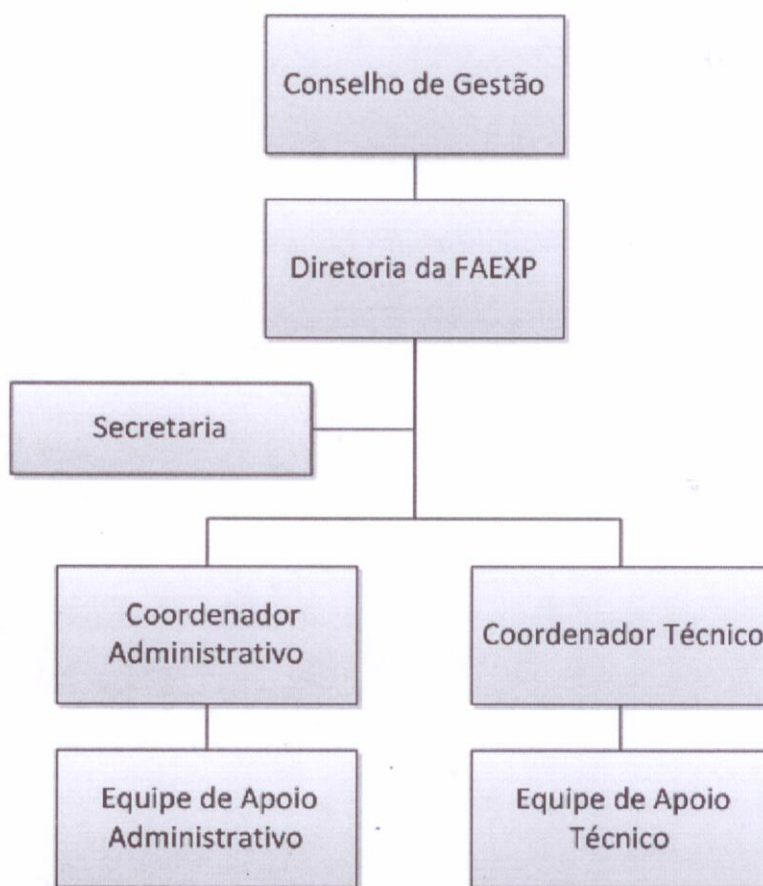 Conselho de Gestão
Diretoria da FAEXP
Secretaria
Coordenador
Administrativo
Coordenador Técnico
Equipe de Apoio
Administrativo
Equipe de Apoio
Técnico